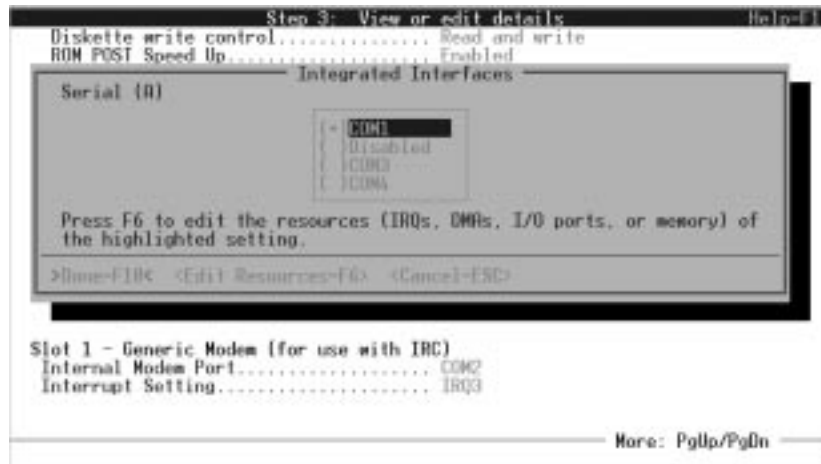 Step 3: View or edit details Help=F1
Diskette write control............... Read and write
ROM POST Speed Up.................... Enabled
Integrated Interfaces
Serial (A)
(•)COM1
( )Disabled
( )COM3
( )COM4
Press F6 to edit the resources (IRQs, DMAs, I/O ports, or memory) of
the highlighted setting.
>Done=F10< <Edit Resources=F6> <Cancel=ESC>
Slot 1 - Generic Modem (for use with IRC)
Internal Modem Port.................. COM2
Interrupt Setting.................... IRQ3
More: PgUp/PgDn